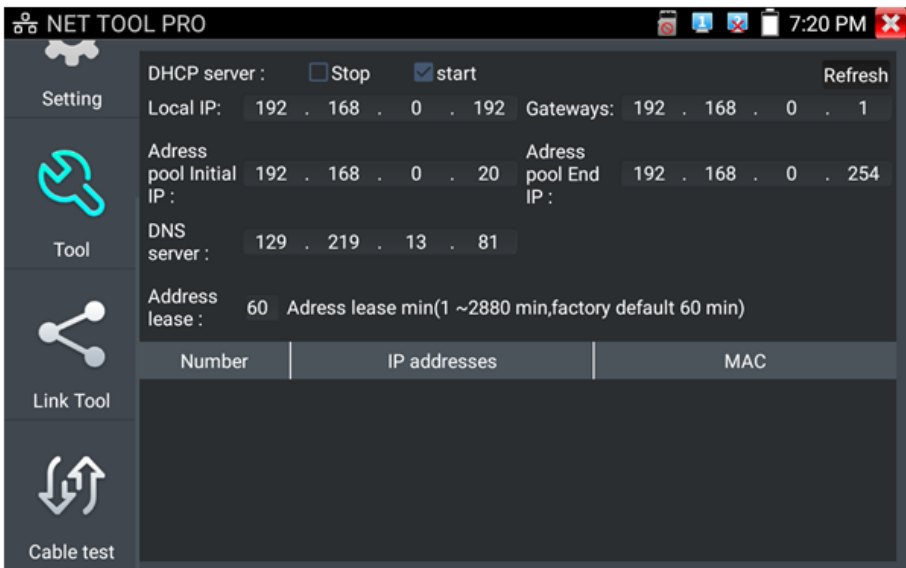 NET TOOL PRO
1
7:20 PM
Setting
Tool
Link Tool
Cable test
DHCP server : Stop start Refresh
Local IP: 192 . 168 . 0 . 192 Gateways: 192 . 168 . 0 . 1
Adress
pool Initial 192 . 168 . 0 . 20
IP :
Adress
pool End 192 . 168 . 0 . 254
IP :
DNS
server : 129 . 219 . 13 . 81
Address
lease : 60 Adress lease min(1 ~2880 min,factory default 60 min)
Number IP addresses MAC